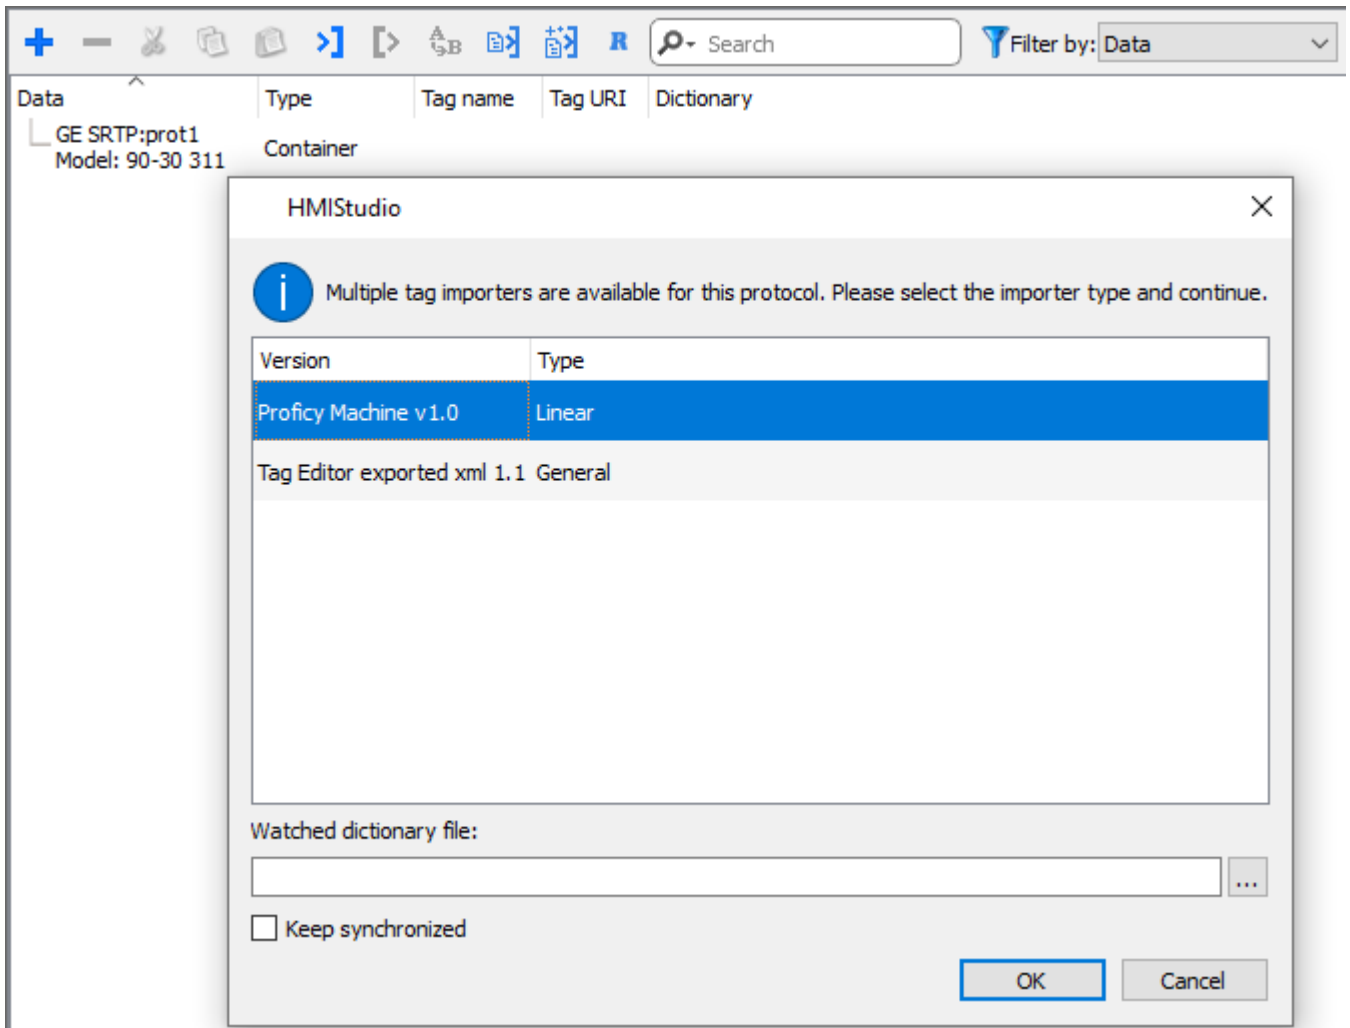 Search
Filter by: Data
Data Type Tag name Tag URI Dictionary
GE SRTP:prot1
Model: 90-30 311
Container
HMIStudio
Multiple tag importers are available for this protocol. Please select the importer type and continue.
Version Type
Proficy Machine v1.0 Linear
Tag Editor exported xml 1.1 General
Watched dictionary file:
...
Keep synchronized
OK Cancel